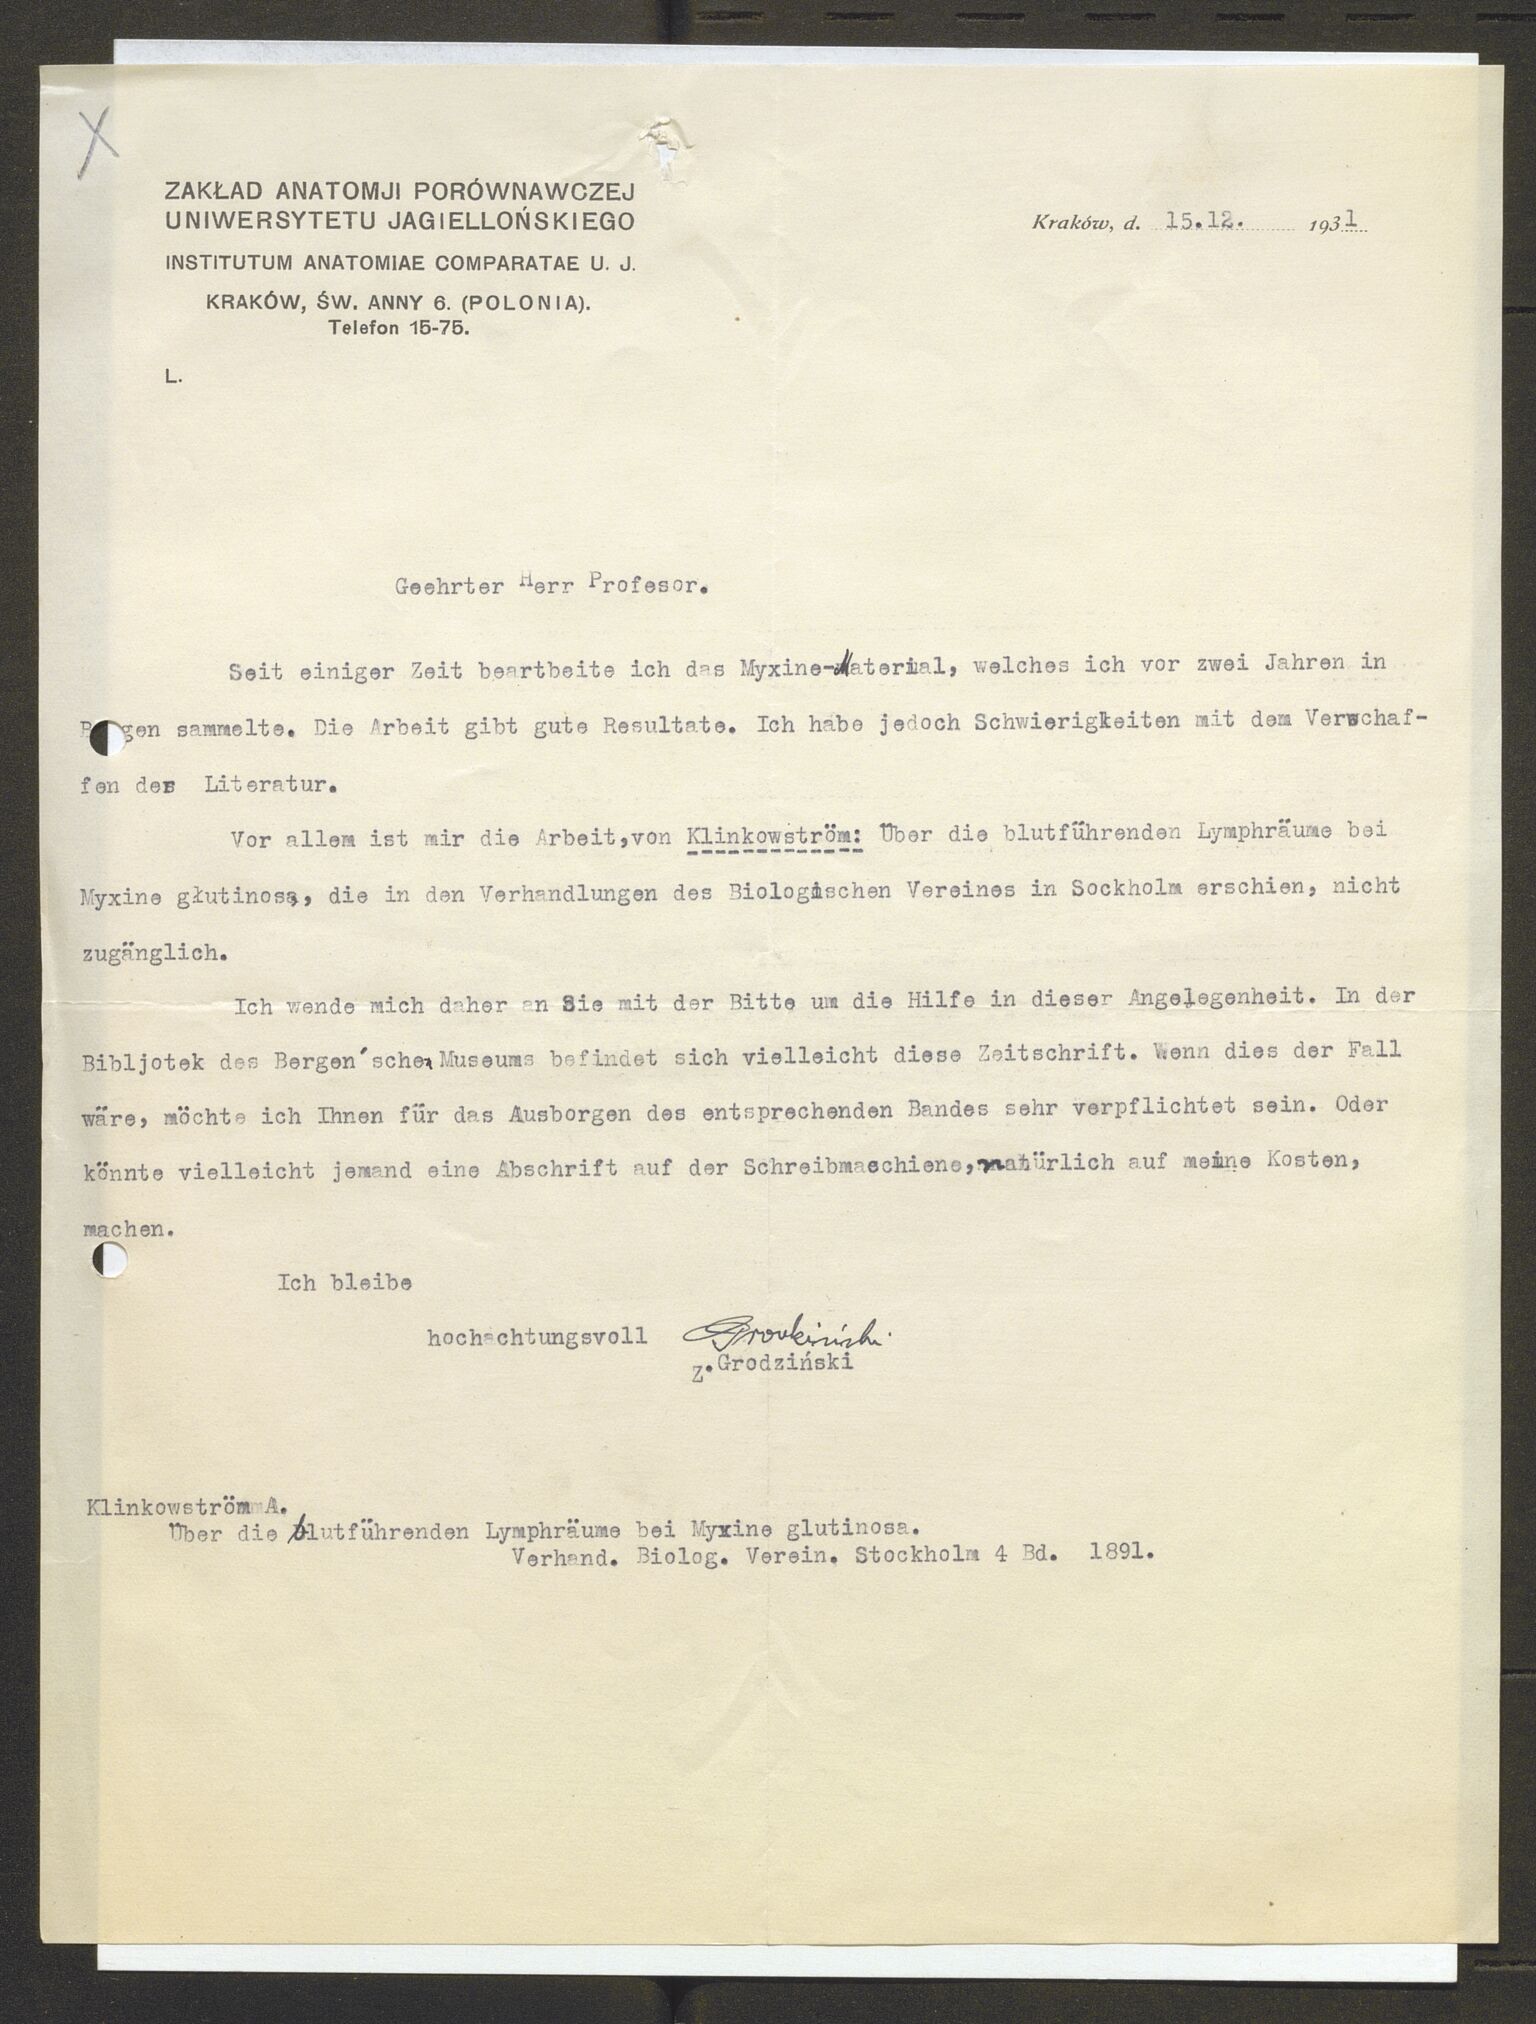 X
ZAKŁAD ANATOMJI PORÓWNAWCZEJ
UNIWERSYTETU JAGIELLOŃSKIEGO
INSTITUTUM ANATOMIAE COMPARATAE U. J.
KRAKÓW, ŚW. ANNY 6. (POLONIA).
Telefon 15-75.
Kraków, d. 15.12. 1931
L.
Geehrter Herr Profesor.
Seit einiger Zeit beartbeite ich das Myxine-Material, welches ich vor zwei Jahren in
B gen sammelte. Die Arbeit gibt gute Resultate. Ich habe jedoch Schwierigkeiten mit dem Verschaf-
fen der Literatur.
Vor allem ist mir die Arbeit,von Klinkowström: Über die blutführenden Lymphräume bei
Myxine glutinosa, die in den Verhandlungen des Biologischen Vereines in Sockholm erschien, nicht
zugänglich.
Ich wende mich daher an Sie mit der Bitte um die Hilfe in dieser Angelegenheit. In der
Bibljotek des Bergen'schen Museums befindet sich vielleicht diese Zeitschrift. Wenn dies der Fall
wäre, möchte ich Ihnen für das Ausborgen des entsprechenden Bandes sehr verpflichtet sein. Oder
könnte vielleicht jemand eine Abschrift auf der Schreibmaschiene,natürlich auf meine Kosten,
machen.
Ich bleibe
hochachtungsvoll Grodziński
Z.Grodziński
Klinkowström A.
Über die blutführenden Lymphräume bei Myxine glutinosa.
Verhand. Biolog. Verein. Stockholm 4 Bd. 1891.